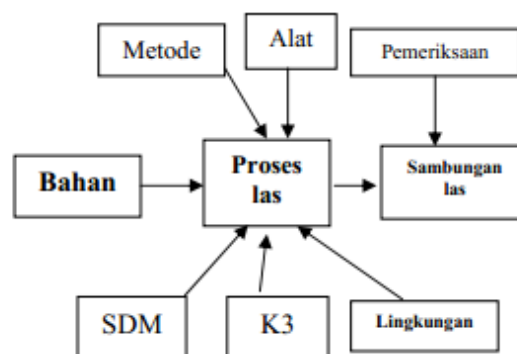 Metode
Alat
Pemeriksaan
Bahan
Proses
las
Sambungan
las
SDM
K3
Lingkungan